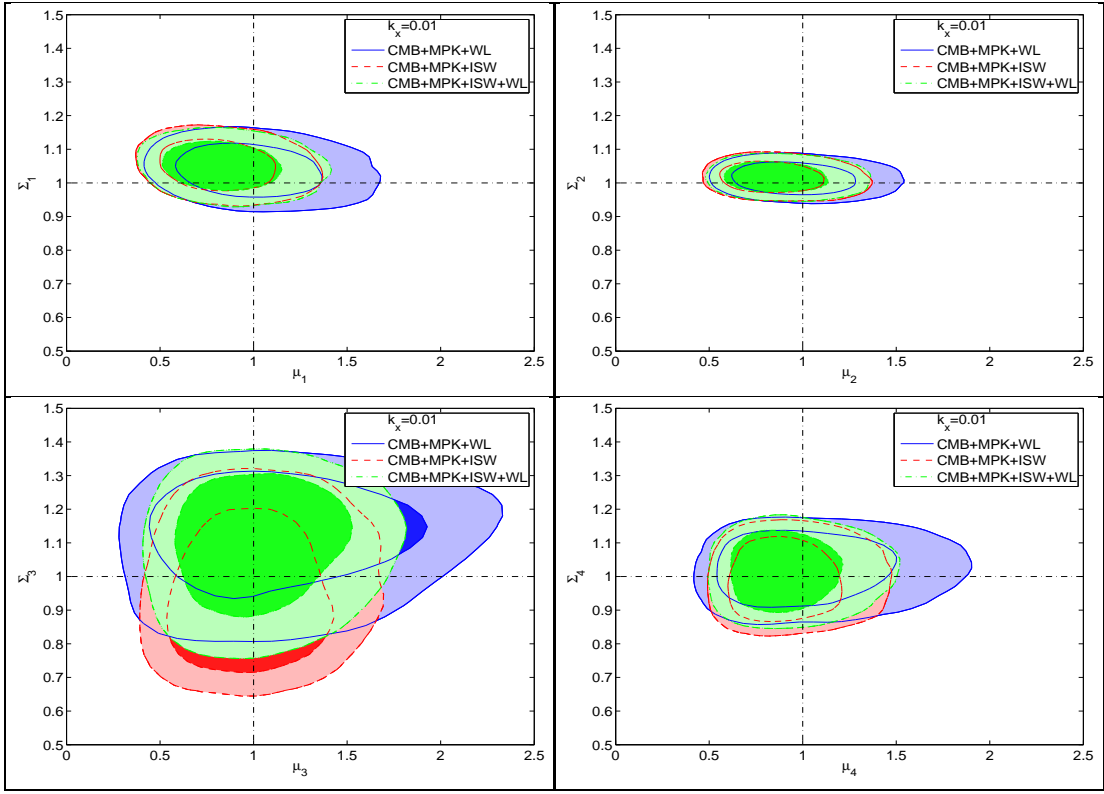 k_x=0.01
CMB+MPK+WL
CMB+MPK+ISW
CMB+MPK+ISW+WL
1.5
1.4
1.3
1.2
1.1
1
0.9
0.8
0.7
0.6
0.5
Σ_1
0 0.5 1 1.5 2 2.5
μ_1
k_x=0.01
CMB+MPK+WL
CMB+MPK+ISW
CMB+MPK+ISW+WL
1.5
1.4
1.3
1.2
1.1
1
0.9
0.8
0.7
0.6
0.5
Σ_2
0 0.5 1 1.5 2 2.5
μ_2
k_x=0.01
CMB+MPK+WL
CMB+MPK+ISW
CMB+MPK+ISW+WL
1.5
1.4
1.3
1.2
1.1
1
0.9
0.8
0.7
0.6
0.5
Σ_3
0 0.5 1 1.5 2 2.5
μ_3
k_x=0.01
CMB+MPK+WL
CMB+MPK+ISW
CMB+MPK+ISW+WL
1.5
1.4
1.3
1.2
1.1
1
0.9
0.8
0.7
0.6
0.5
Σ_4
0 0.5 1 1.5 2 2.5
μ_4